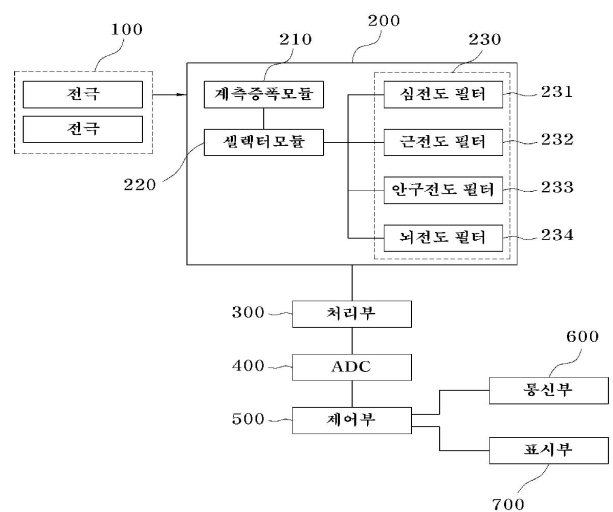 100
전극
전극
200
210
계측증폭모듈
220
셀렉터모듈
230
심전도 필터
231
근전도 필터
232
안구전도 필터
233
뇌전도 필터
234
300
처리부
400
ADC
500
제어부
600
통신부
표시부
700